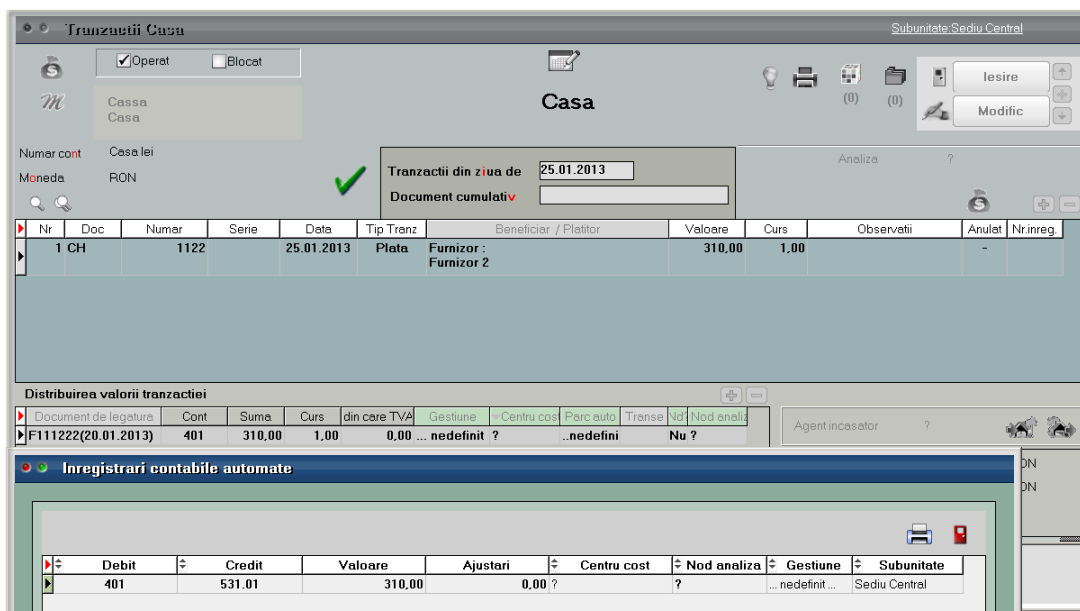 Tranzactii Casa Subunitate:Sediu Central
Operat Blocat
Cassa
Casa
Casa
(0) (0)
Iesire
Modific
Numar cont Casa lei
Moneda RON
Tranzactii din ziua de 25.01.2013
Document cumulativ
Analiza ?
Nr Doc Numar Serie Data Tip Tranz Beneficiar / Platitor Valoare Curs Observatii Anulat Nr.inreg.
1 CH 1122 25.01.2013 Plata Furnizor : 310,00 1,00 -
Furnizor 2
Distribuirea valorii tranzactiei
Document de legatura Cont Suma Curs din care TVA Gestiune Centru cost Parc auto Transe Nd? Nod analiz
F111222(20.01.2013) 401 310,00 1,00 0,00 ... nedefinit ? ..nedefini Nu ?
Agent incasator ?
Inregistrari contabile automate
ON
ON
Debit Credit Valoare Ajustari Centru cost Nod analiza Gestiune Subunitate
401 531.01 310,00 0,00 ? ? ... nedefinit ... Sediu Central